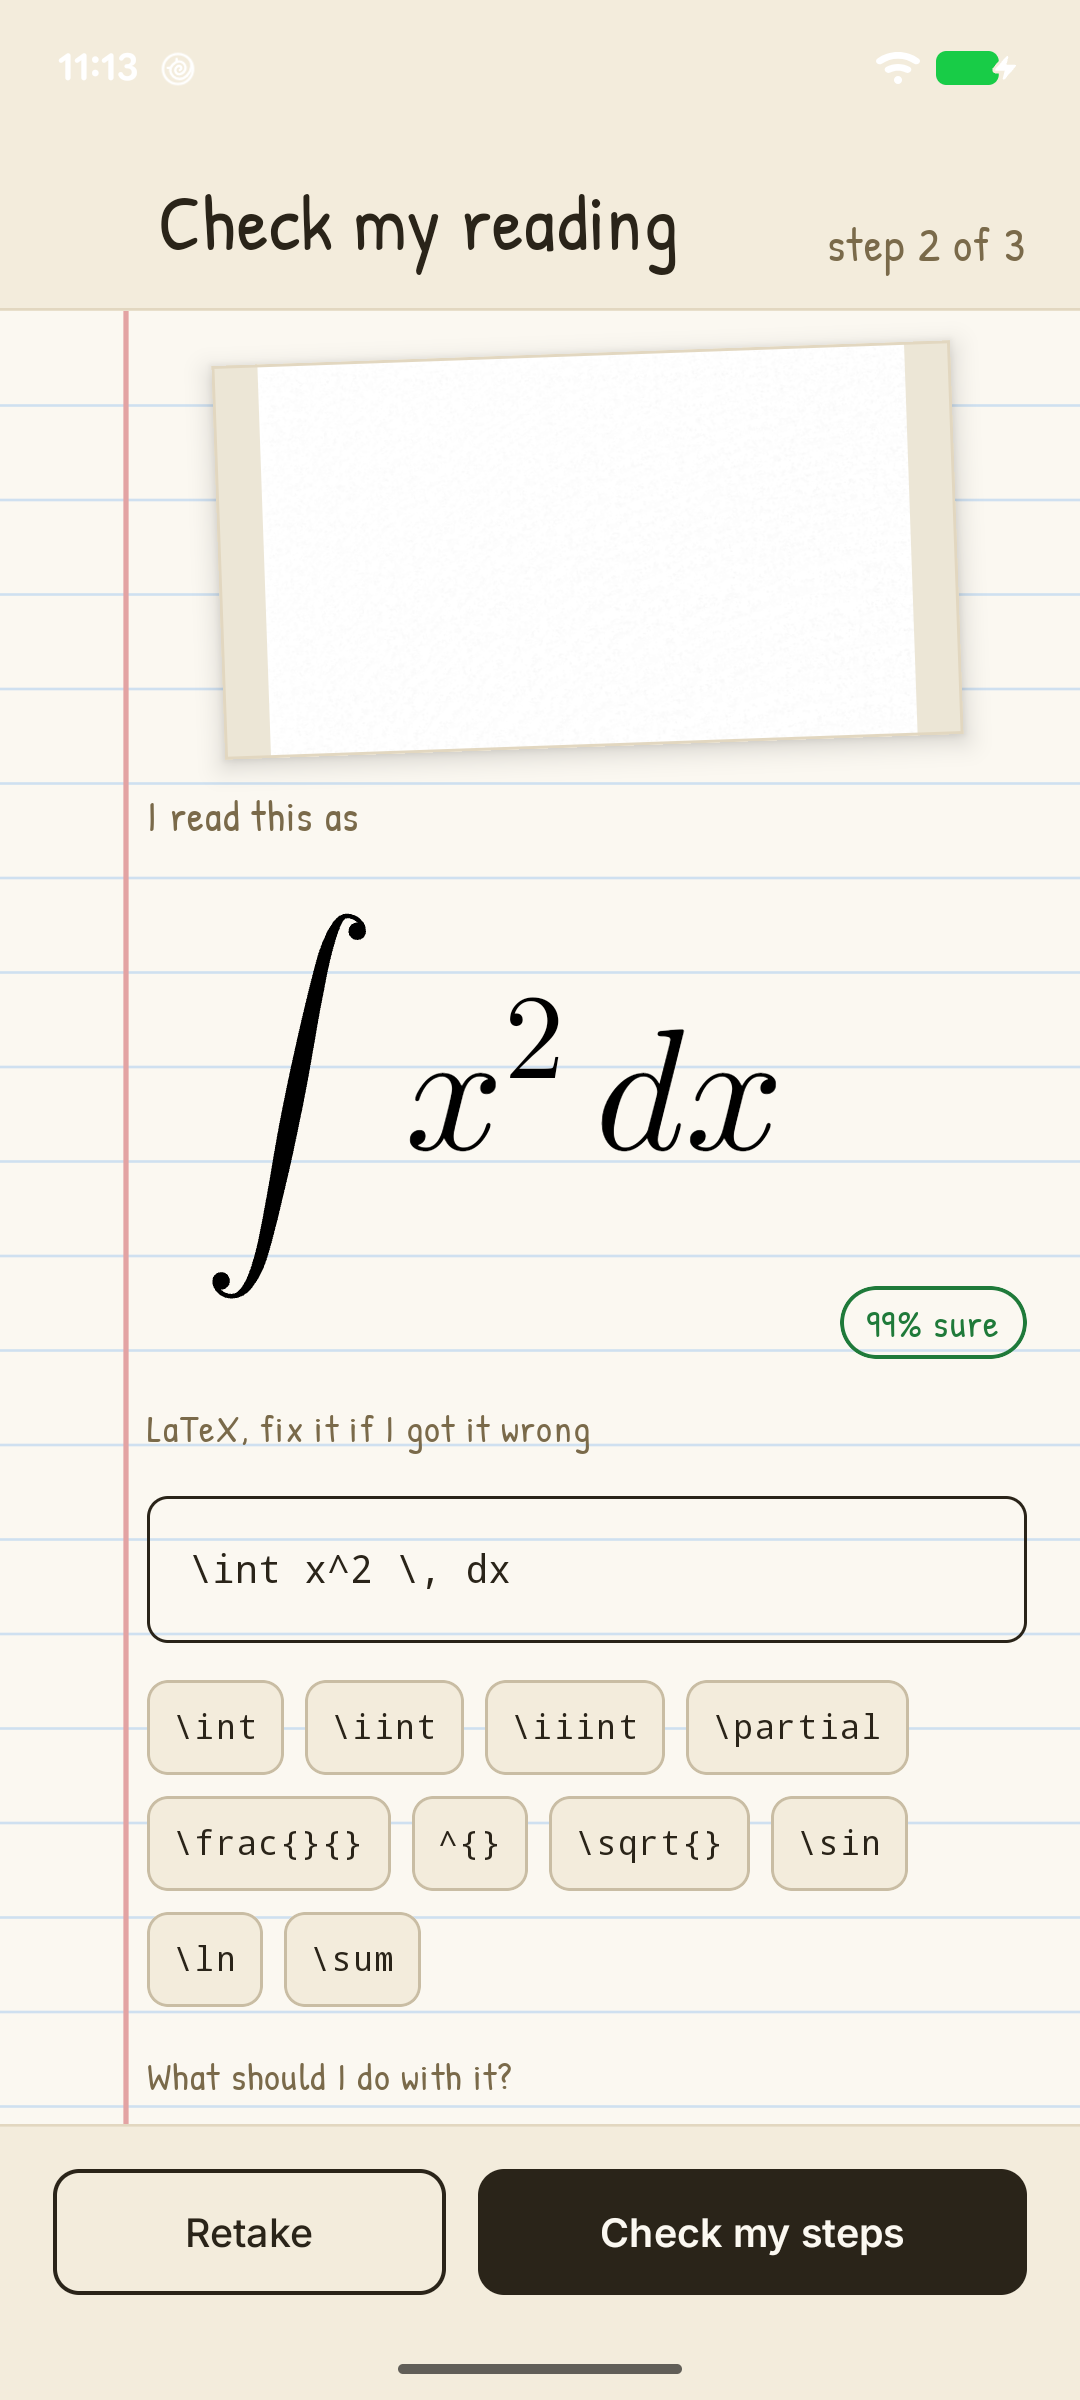 11:13
Check my reading
step 2 of 3
I read this as
∫ x² dx
99% sure
LaTeX, fix it if I got it wrong
\int x^2 \, dx
\int \iint \iiint \partial
\frac{}{} ^{} \sqrt{} \sin
\ln \sum
What should I do with it?
Retake Check my steps